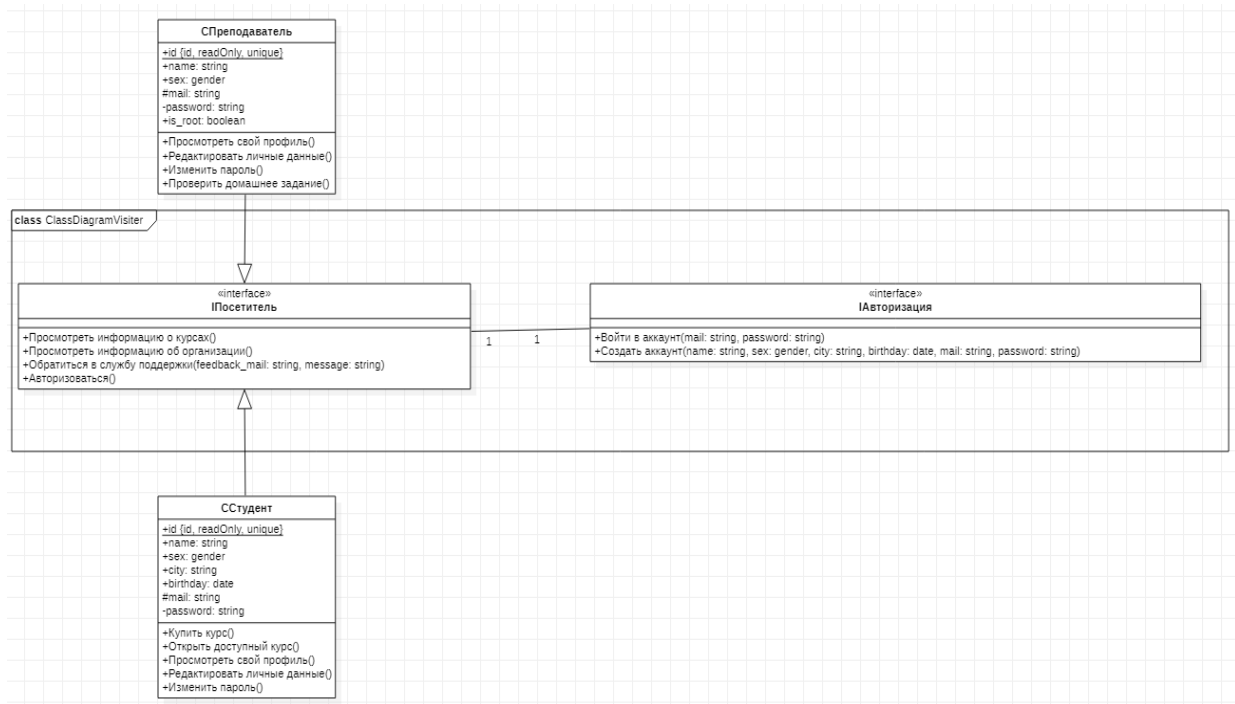 СПреподаватель
+id {id, readOnly, unique}
+name: string
+sex: gender
#mail: string
-password: string
+is_root: boolean
+Просмотреть свой профиль()
+Редактировать личные данные()
+Изменить пароль()
+Проверить домашнее задание()
class ClassDiagramVisiter
«interface»
IПосетитель
+Просмотреть информацию о курсах()
+Просмотреть информацию об организации()
+Обратиться в службу поддержки(feedback_mail: string, message: string)
+Авторизоваться()
1
1
«interface»
IАвторизация
+Войти в аккаунт(mail: string, password: string)
+Создать аккаунт(name: string, sex: gender, city: string, birthday: date, mail: string, password: string)
ССтудент
+id {id, readOnly, unique}
+name: string
+sex: gender
+city: string
+birthday: date
#mail: string
-password: string
+Купить курс()
+Открыть доступный курс()
+Просмотреть свой профиль()
+Редактировать личные данные()
+Изменить пароль()